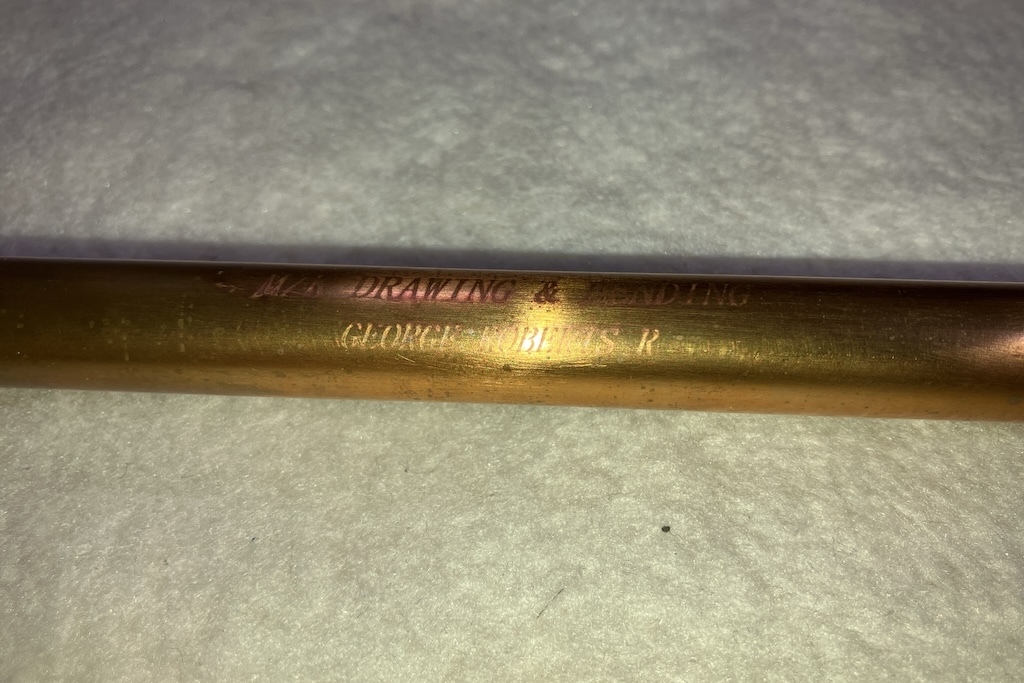 M/K DRAWING & BENDING
GEORGE ROBERTS R